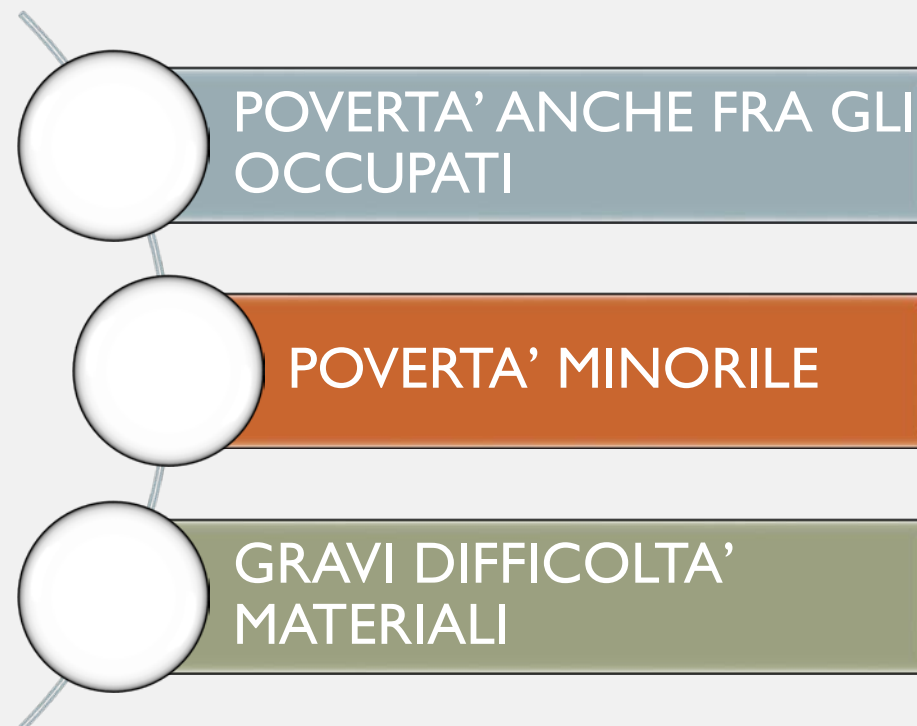 POVERTA’ ANCHE FRA GLI
OCCUPATI
POVERTA’ MINORILE
GRAVI DIFFICOLTA’
MATERIALI